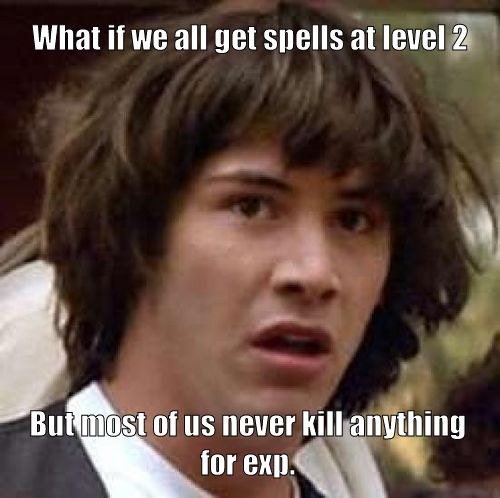 What if we all get spells at level 2
But most of us never kill anything
for exp.